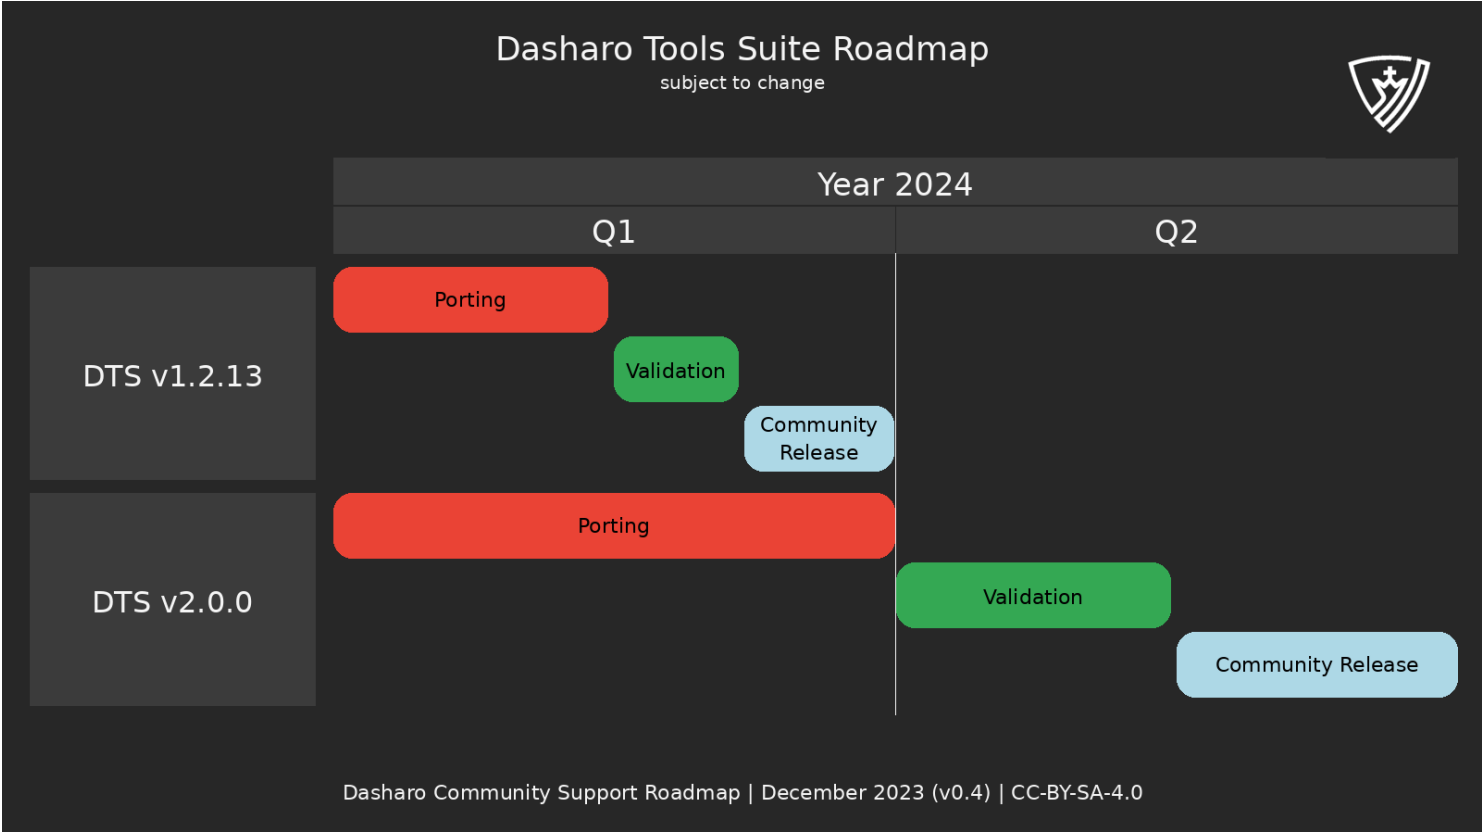 Dasharo Tools Suite Roadmap
subject to change
Year 2024
Q1
Q2
DTS v1.2.13
Porting
Validation
Community
Release
DTS v2.0.0
Porting
Validation
Community Release
Dasharo Community Support Roadmap | December 2023 (v0.4) | CC-BY-SA-4.0